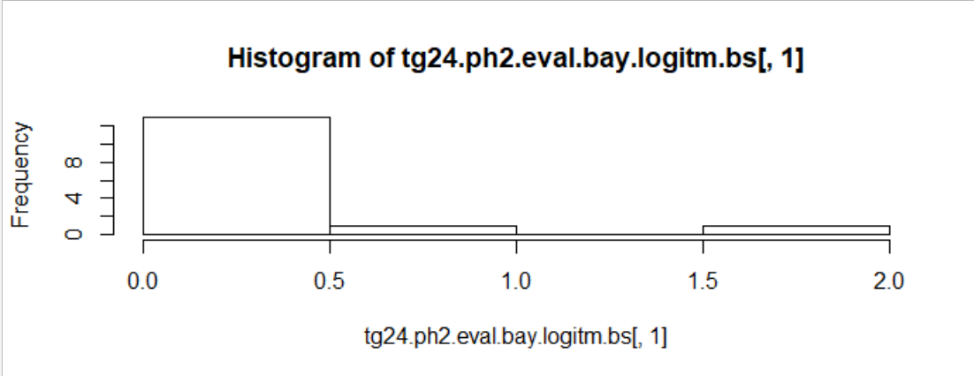 Histogram of tg24.ph2.eval.bay.logitm.bs[, 1]
Frequency
8
4
0
0.0 0.5 1.0 1.5 2.0
tg24.ph2.eval.bay.logitm.bs[, 1]